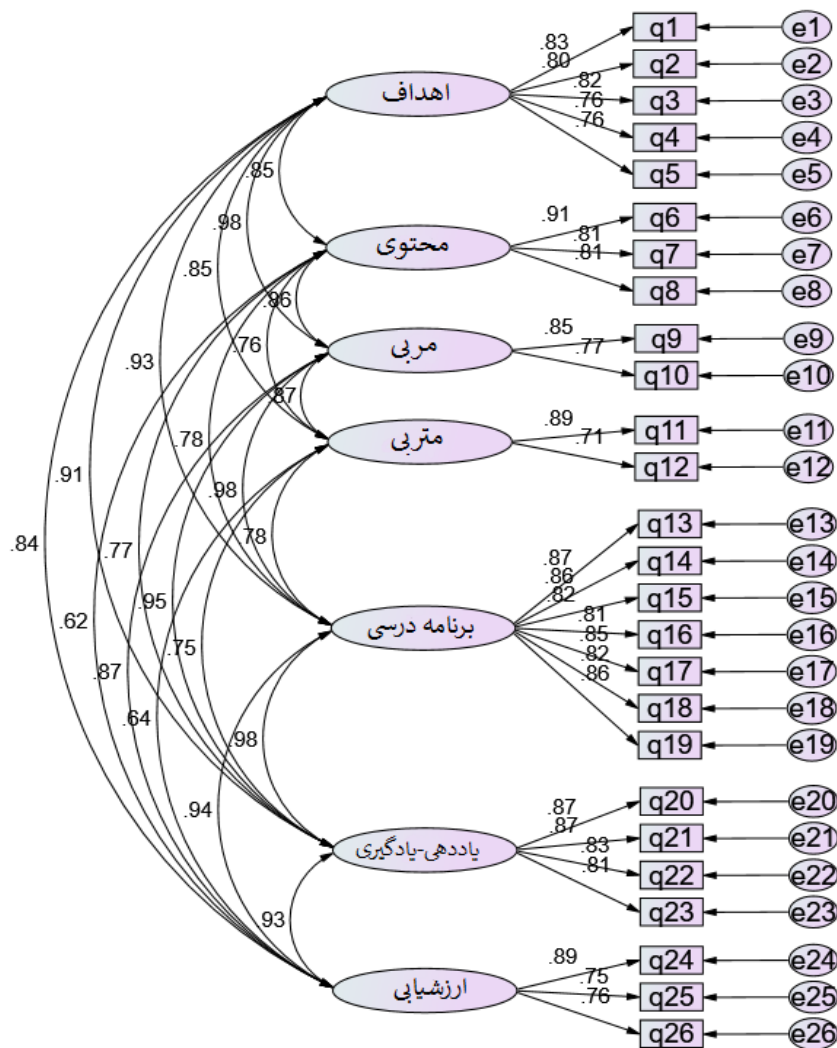 q1 e1
.83
q2 e2
.80
اهداف
q3 e3
.82
q4 e4
.76
q5 e5
.76
.85
q6 e6
.91
.98
محتوی
q7 e7
.81
q8 e8
.81
.85
.86
q9 e9
.85
.76
مربی
q10 e10
.77
.93
.87
q11 e11
.89
.78
متربی
q12 e12
.71
.91
.98
q13 e13
.87
.84
.77
.78
q14 e14
.86
q15 e15
.82
.62
.95
برنامه درسی
q16 e16
.81
.75
q17 e17
.85
.87
q18 e18
.82
.64
q19 e19
.86
.98
q20 e20
.87
.94
q21 e21
.87
یاددهی-یادگیری
q22 e22
.83
q23 e23
.81
93
q24 e24
.89
ارزشیابی
q25 e25
.75
q26 e26
.76